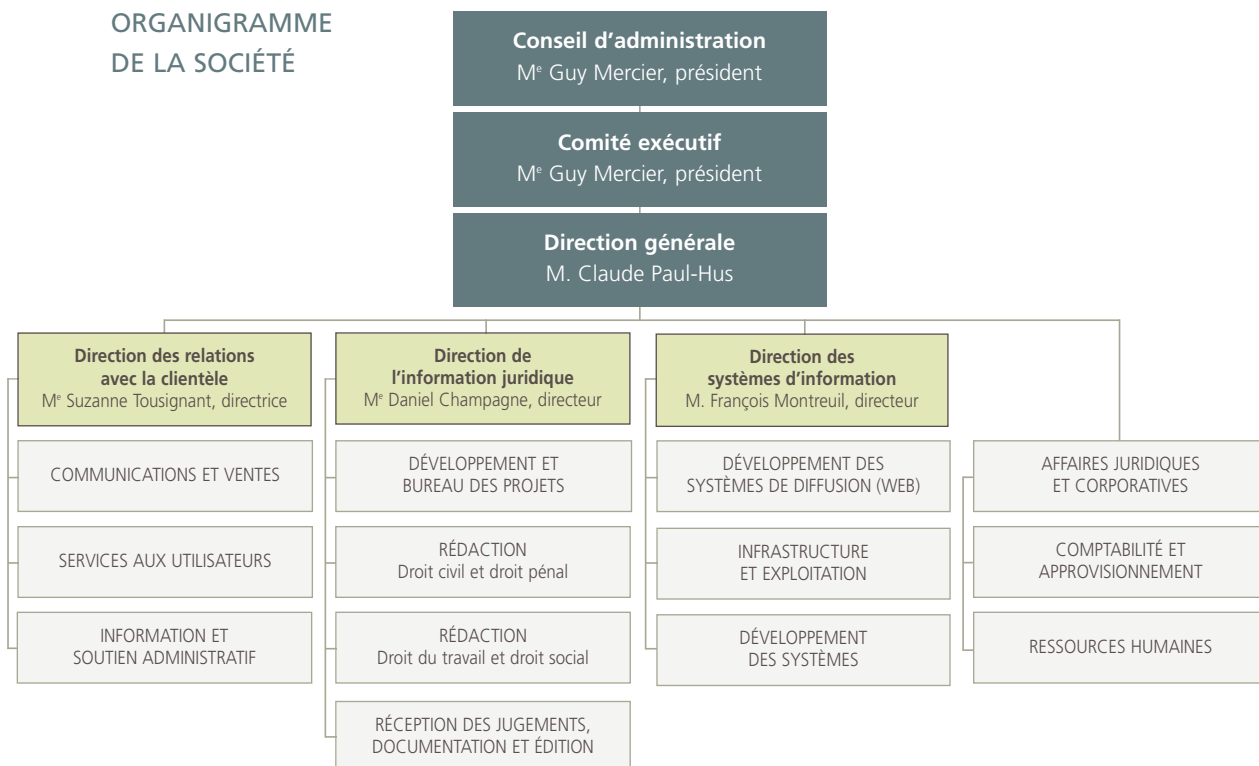 ORGANIGRAMME
DE LA SOCIÉTÉ
Conseil d'administration
Mᵉ Guy Mercier, président
Comité exécutif
Mᵉ Guy Mercier, président
Direction générale
M. Claude Paul-Hus
Direction des relations
avec la clientèle
Mᵉ Suzanne Tousignant, directrice
COMMUNICATIONS ET VENTES
SERVICES AUX UTILISATEURS
INFORMATION ET
SOUTIEN ADMINISTRATIF
Direction de
l'information juridique
Mᵉ Daniel Champagne, directeur
DÉVELOPPEMENT ET
BUREAU DES PROJETS
RÉDACTION
Droit civil et droit pénal
RÉDACTION
Droit du travail et droit social
RÉCEPTION DES JUGEMENTS,
DOCUMENTATION ET ÉDITION
Direction des
systèmes d'information
M. François Montreuil, directeur
DÉVELOPPEMENT DES
SYSTÈMES DE DIFFUSION (WEB)
INFRASTRUCTURE
ET EXPLOITATION
DÉVELOPPEMENT
DES SYSTÈMES
AFFAIRES JURIDIQUES
ET CORPORATIVES
COMPTABILITÉ ET
APPROVISIONNEMENT
RESSOURCES HUMAINES